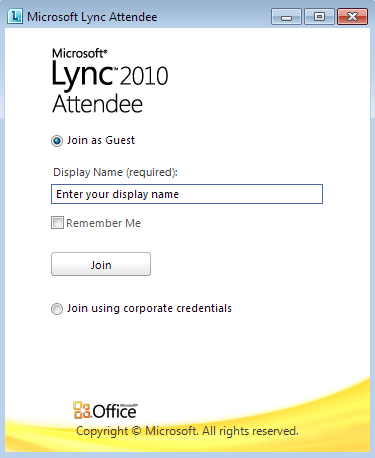 Microsoft Lync Attendee
Microsoft®
Lync™ 2010
Attendee
Join as Guest
Display Name (required):
Enter your display name
Remember Me
Join
Join using corporate credentials
Microsoft®
Office
Copyright © Microsoft. All rights reserved.